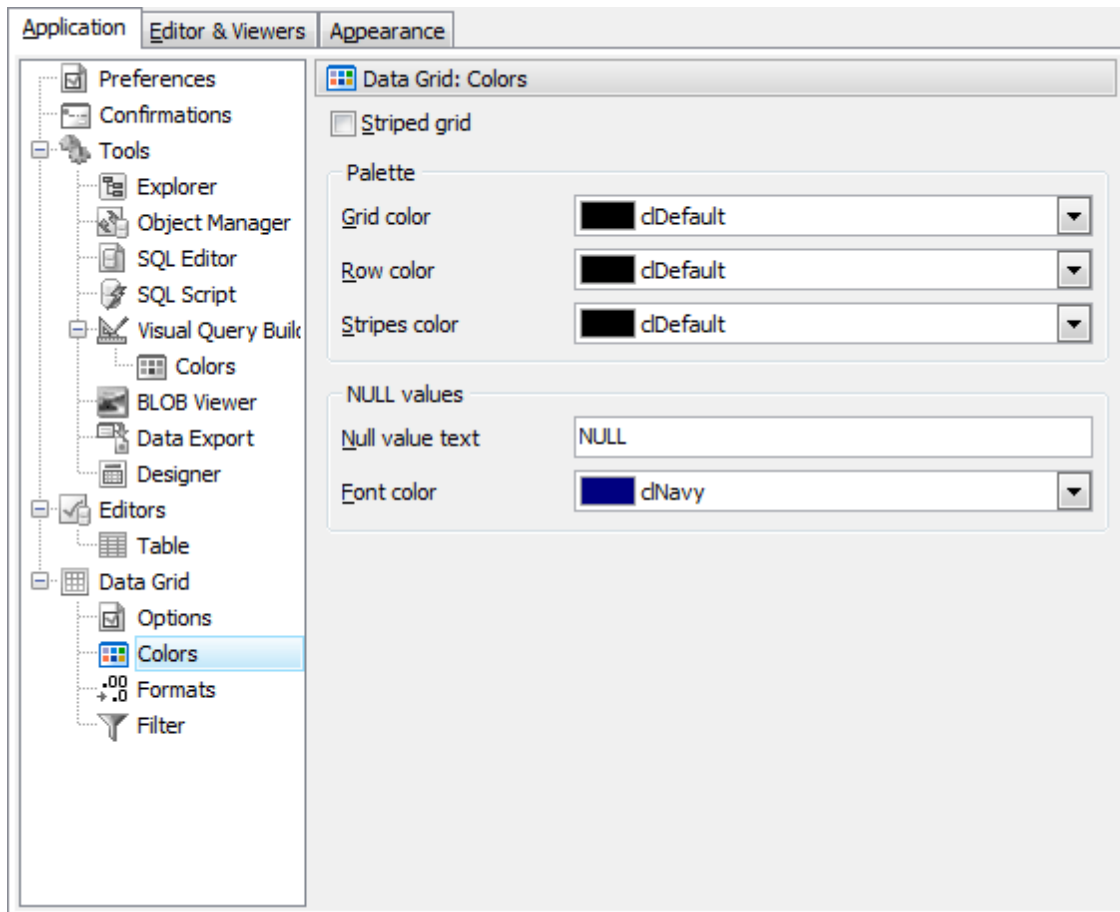 Application
Editor & Viewers
Appearance
Preferences
Confirmations
Tools
Explorer
Object Manager
SQL Editor
SQL Script
Visual Query Builc
Colors
BLOB Viewer
Data Export
Designer
Editors
Table
Data Grid
Options
Colors
Formats
Filter
Data Grid: Colors
Striped grid
Palette
Grid color
clDefault
Row color
clDefault
Stripes color
clDefault
NULL values
Null value text
NULL
Font color
clNavy